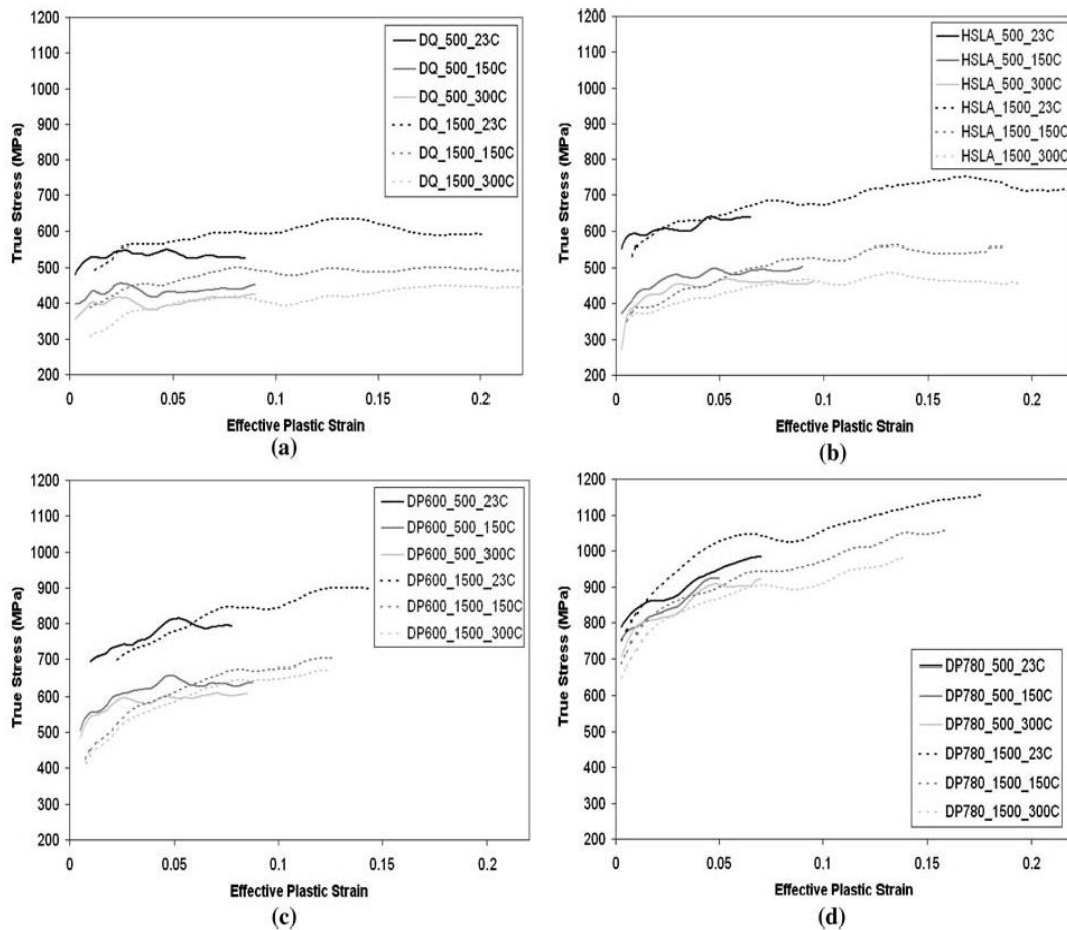 1200
1100
1000
900
800
700
600
500
400
300
200
True Stress (MPa)
DQ_500_23C
DQ_500_150C
DQ_500_300C
DQ_1500_23C
DQ_1500_150C
DQ_1500_300C
0 0.05 0.1 0.15 0.2
Effective Plastic Strain
(a)
1200
1100
1000
900
800
700
600
500
400
300
200
True Stress (MPa)
HSLA_500_23C
HSLA_500_150C
HSLA_500_300C
HSLA_1500_23C
HSLA_1500_150C
HSLA_1500_300C
0 0.05 0.1 0.15 0.2
Effective Plastic Strain
(b)
1200
1100
1000
900
800
700
600
500
400
300
200
True Stress (MPa)
DP600_500_23C
DP600_500_150C
DP600_500_300C
DP600_1500_23C
DP600_1500_150C
DP600_1500_300C
0 0.05 0.1 0.15 0.2
Effective Plastic Strain
(c)
1200
1100
1000
900
800
700
600
500
400
300
200
True Stress (MPa)
DP780_500_23C
DP780_500_150C
DP780_500_300C
DP780_1500_23C
DP780_1500_150C
DP780_1500_300C
0 0.05 0.1 0.15 0.2
Effective Plastic Strain
(d)